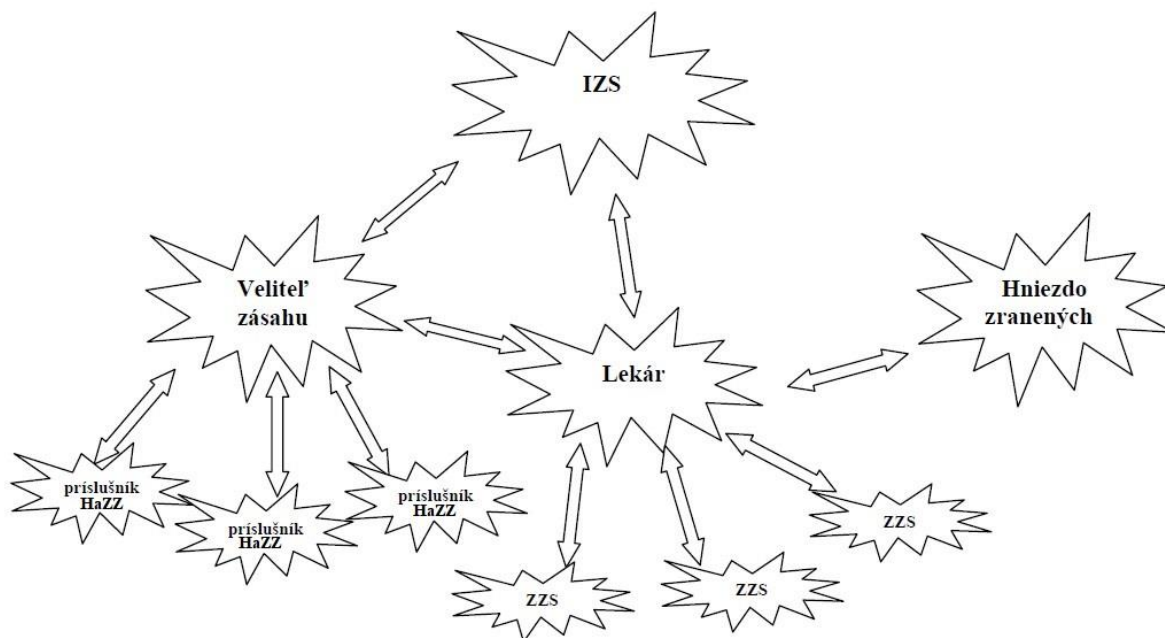 IZS
Veliteľ
zásahu
Hniezdo
zranených
Lekár
príslušník
HaZZ
príslušník
HaZZ
príslušník
HaZZ
ZZS
ZZS
ZZS